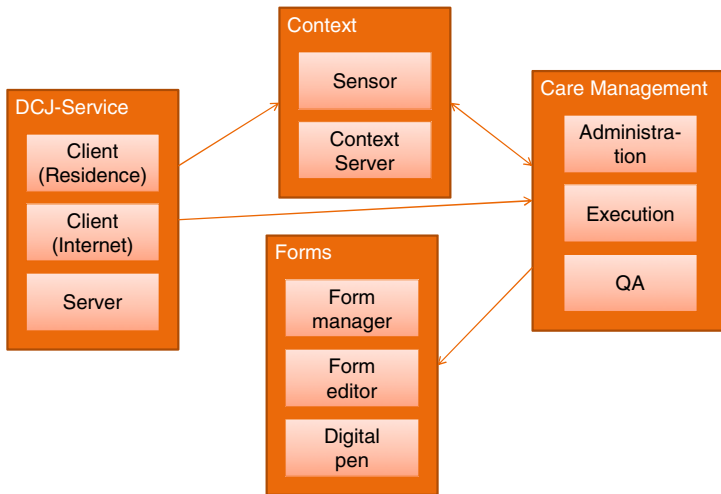 DCJ-Service
Client
(Residence)
Client
(Internet)
Server
Context
Sensor
Context
Server
Forms
Form
manager
Form
editor
Digital
pen
Care Management
Administra-
tion
Execution
QA